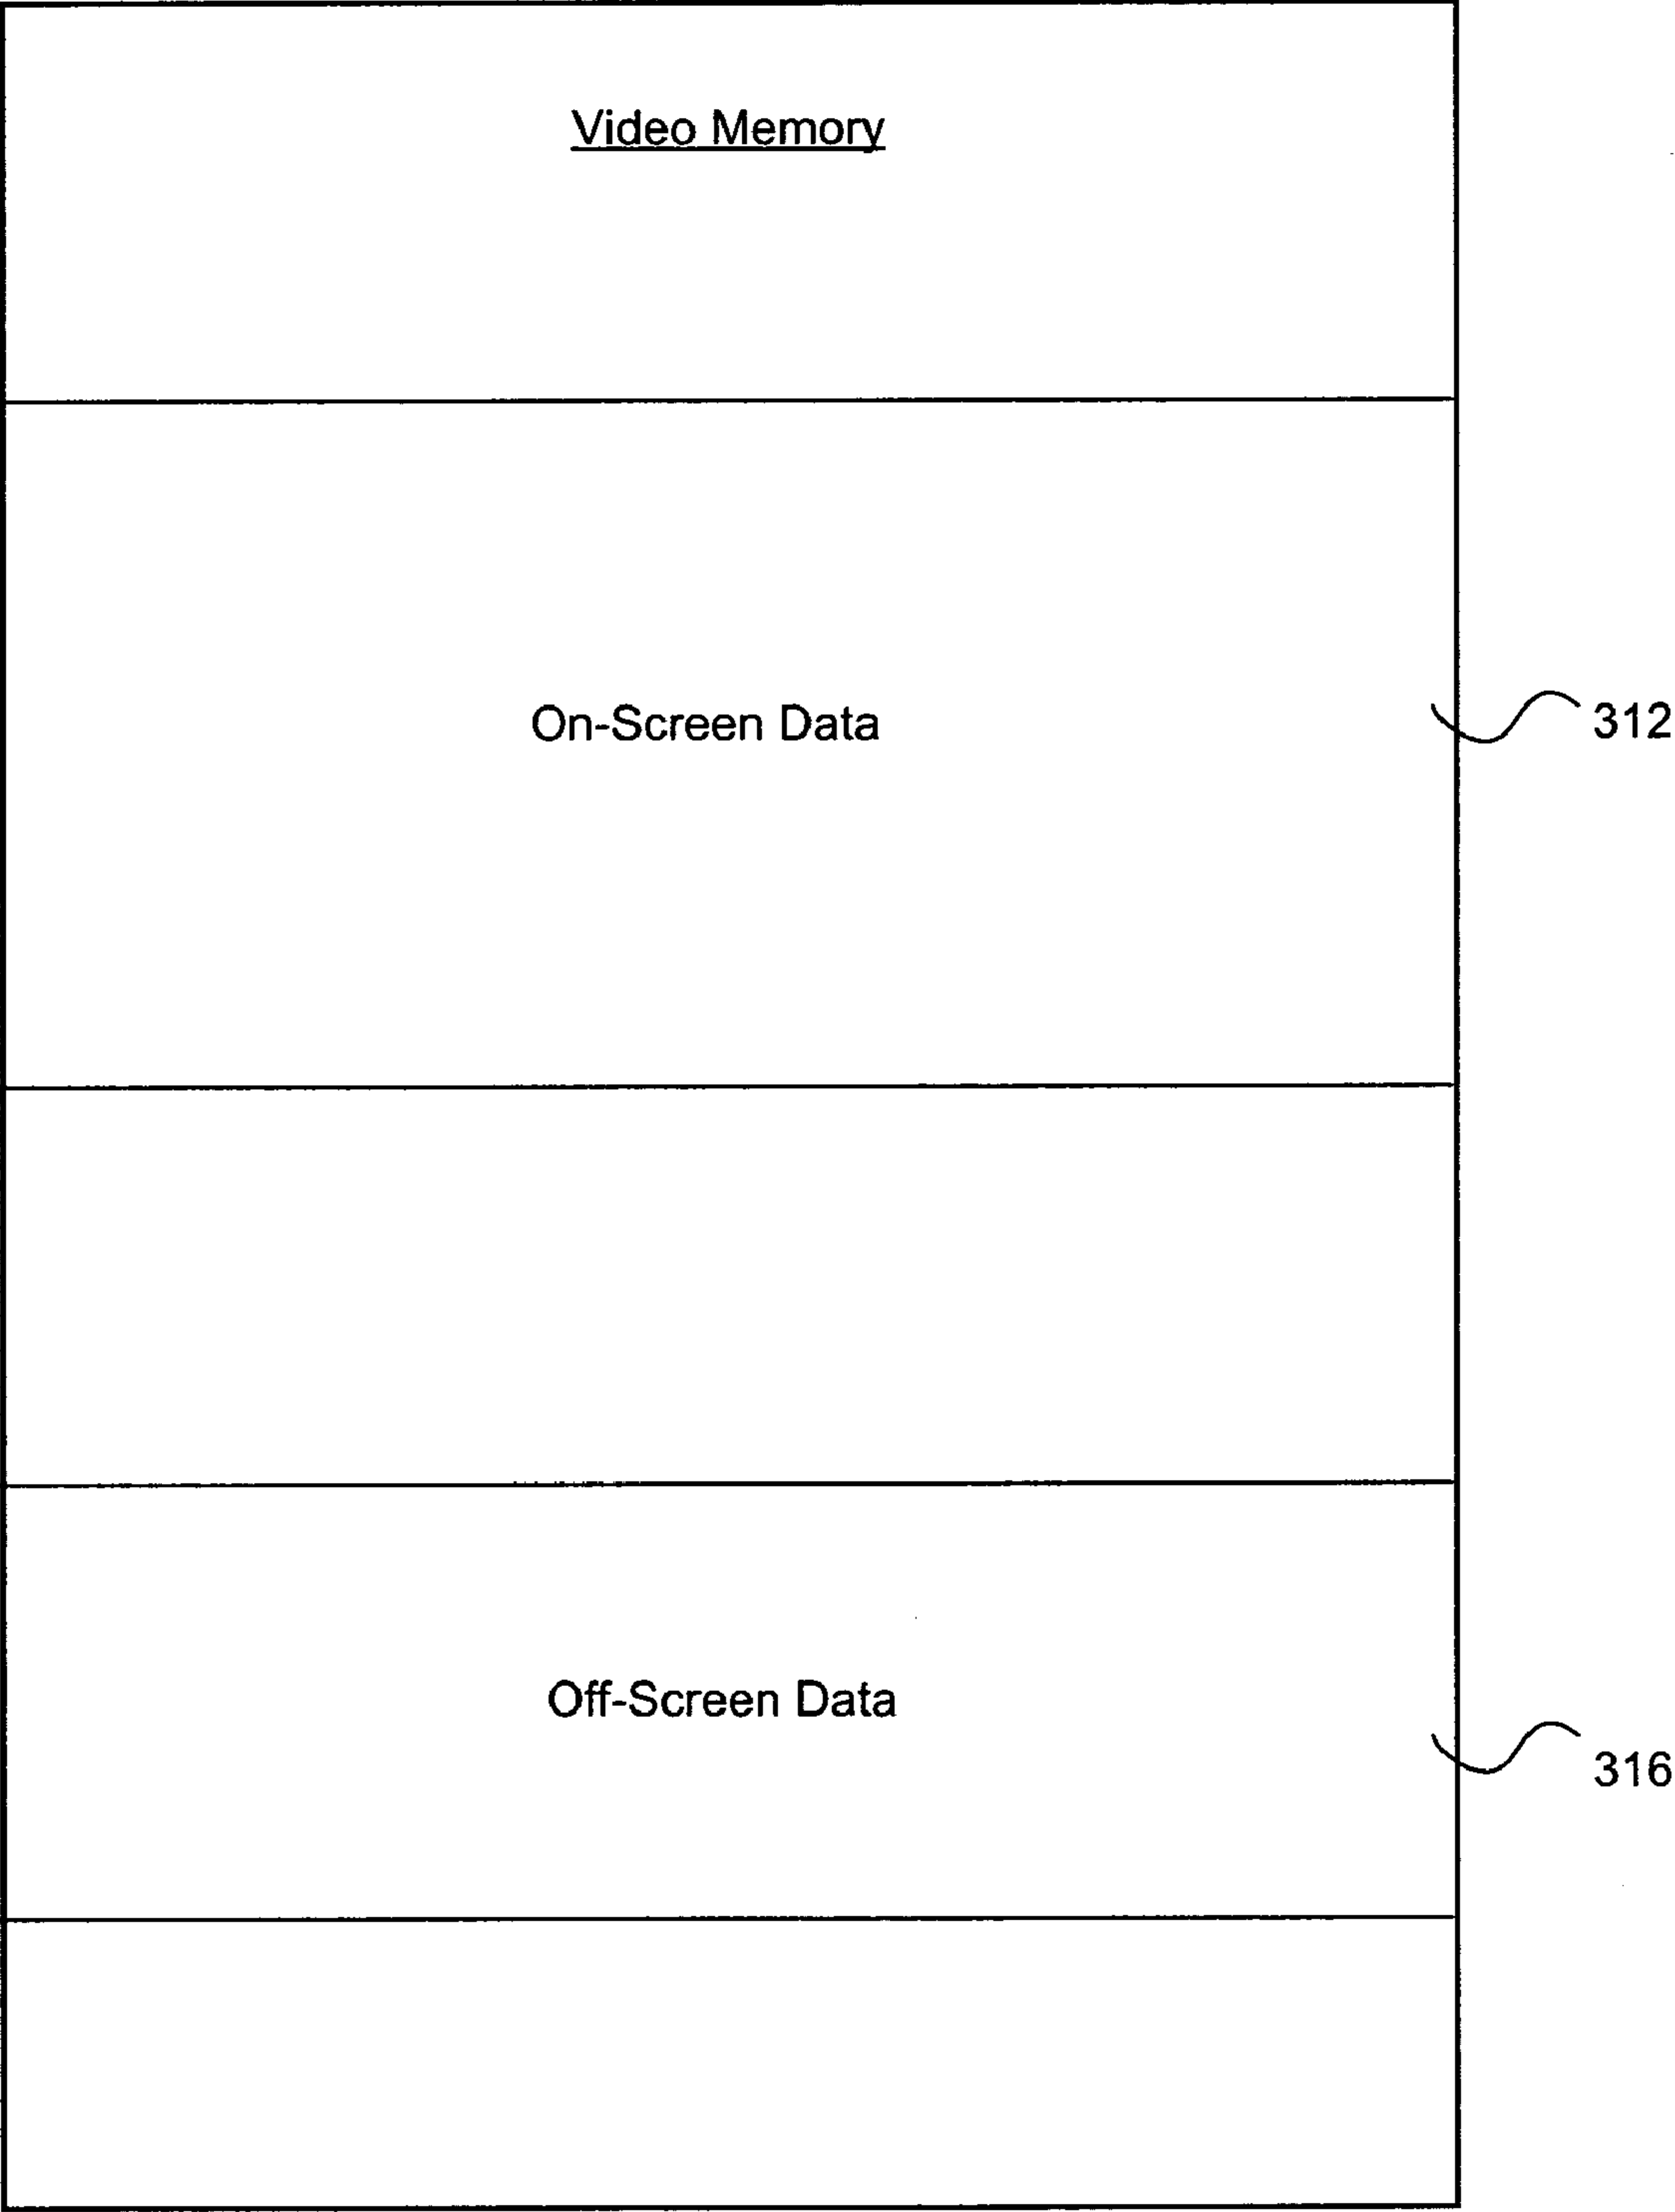 Video Memory
On-Screen Data
312
Off-Screen Data
316